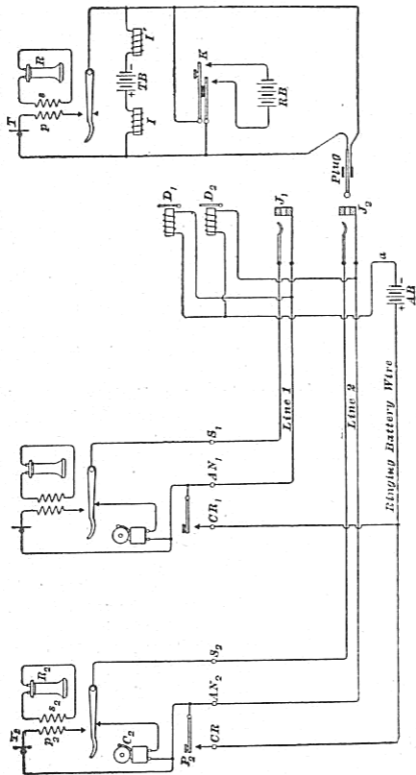 T
R
p
s
I
I
+ TB −
K
RB
Plug
D₁
D₂
J₁
J₂
a
+ −
AB
Line 1
Line 2
Ringing Battery Wire
S₁
AN₁
CR₁
S₂
AN₂
CR
P₂
C₂
T₂
R₂
p₂
s₂